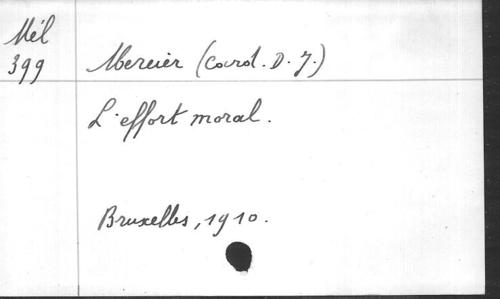 Mél
399
Mercier (Card. D. J.)
L'effort moral.
Bruxelles, 1910.